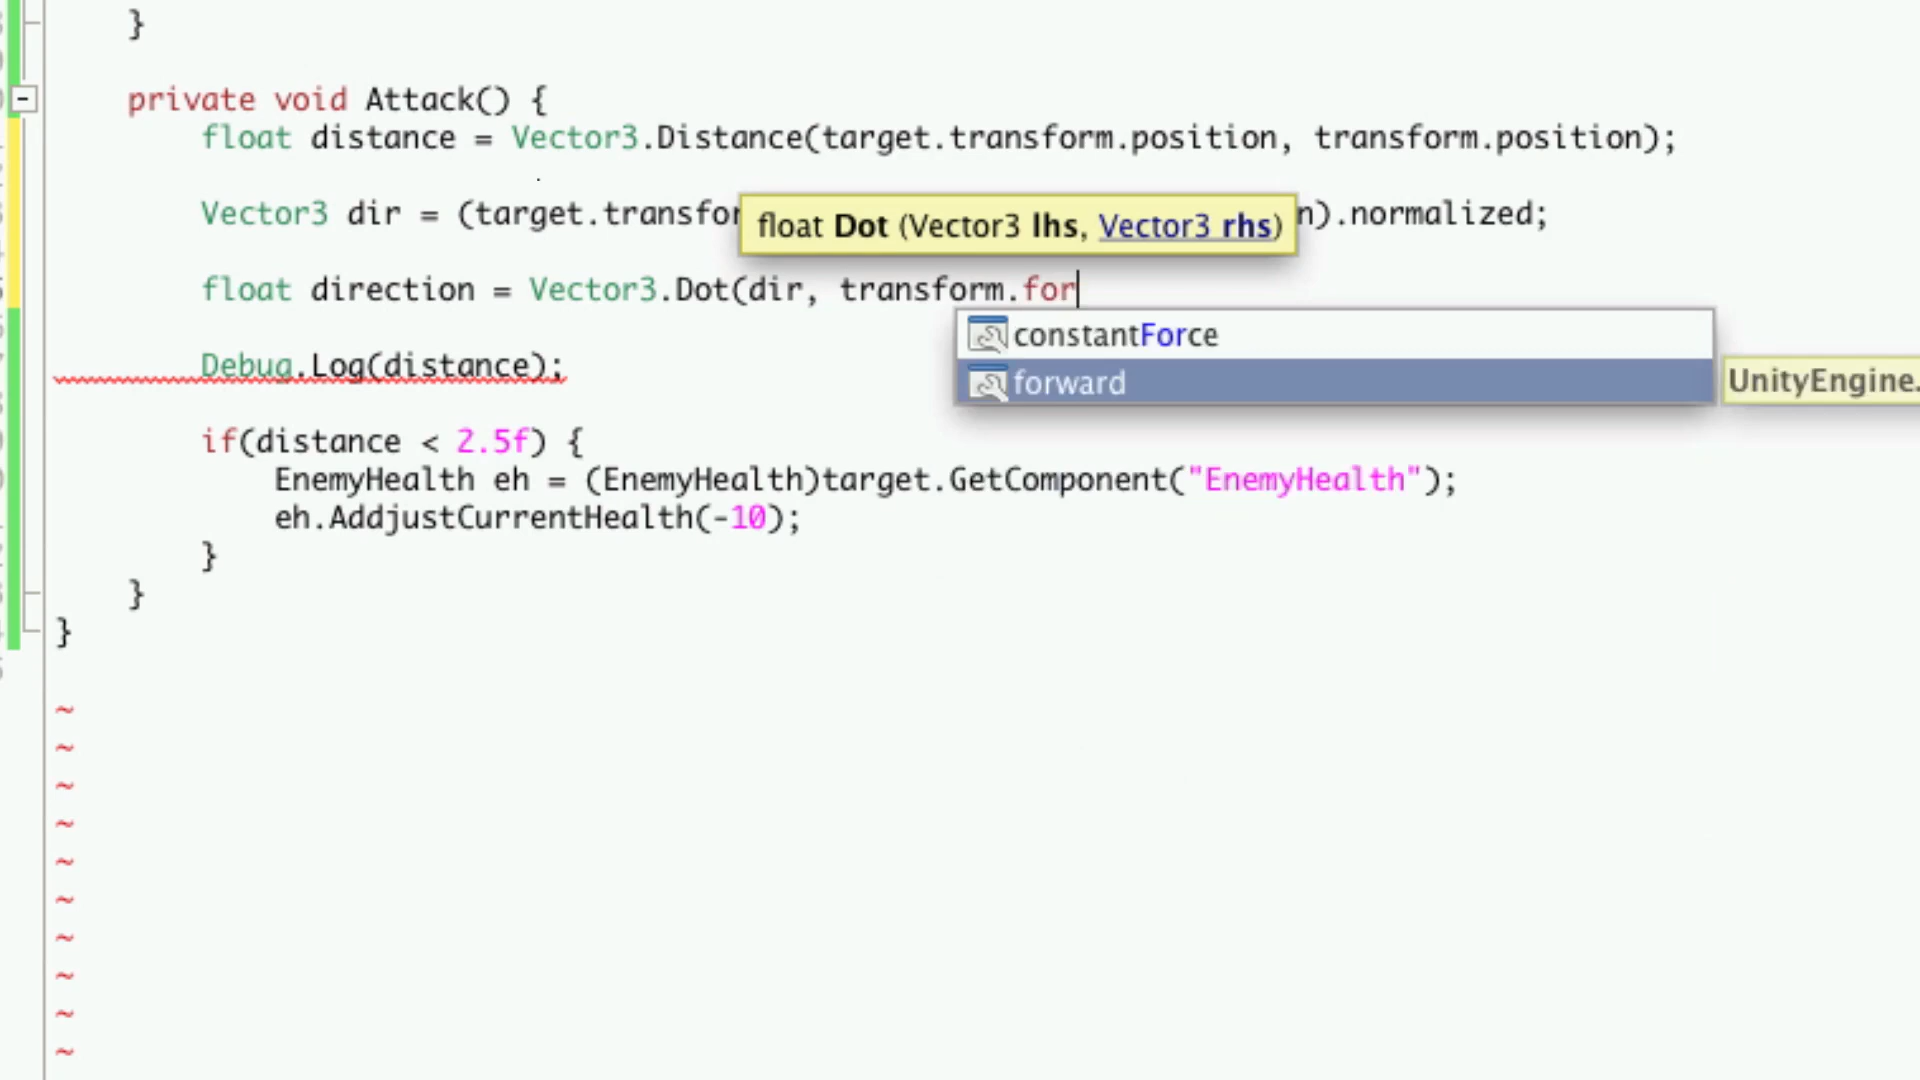 }
private void Attack() {
float distance = Vector3.Distance(target.transform.position, transform.position);
Vector3 dir = (target.transfor n).normalized;
float Dot (Vector3 lhs, Vector3 rhs)
float direction = Vector3.Dot(dir, transform.for
constantForce
Debug.Log(distance);
forward
UnityEngine.
if(distance < 2.5f) {
EnemyHealth eh = (EnemyHealth)target.GetComponent("EnemyHealth");
eh.AddjustCurrentHealth(-10);
}
}
}
~
~
~
~
~
~
~
~
~
~